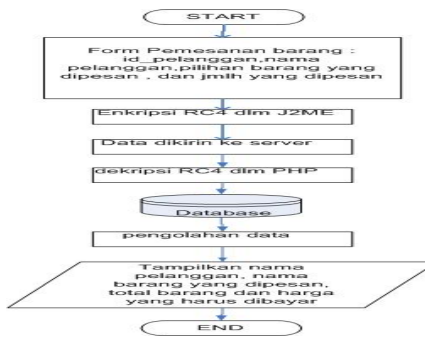 START
Form Pemesanan barang :
id_pelanggan,nama
pelanggan,pilihan barang yang
dipesan , dan jmlh yang dipesan
Enkripsi RC4 dlm J2ME
Data dikirin ke server
dekripsi RC4 dlm PHP
Database
pengolahan data
Tampilkan nama
pelanggan, nama
barang yang dipesan,
total barang dan harga
yang harus dibayar
END